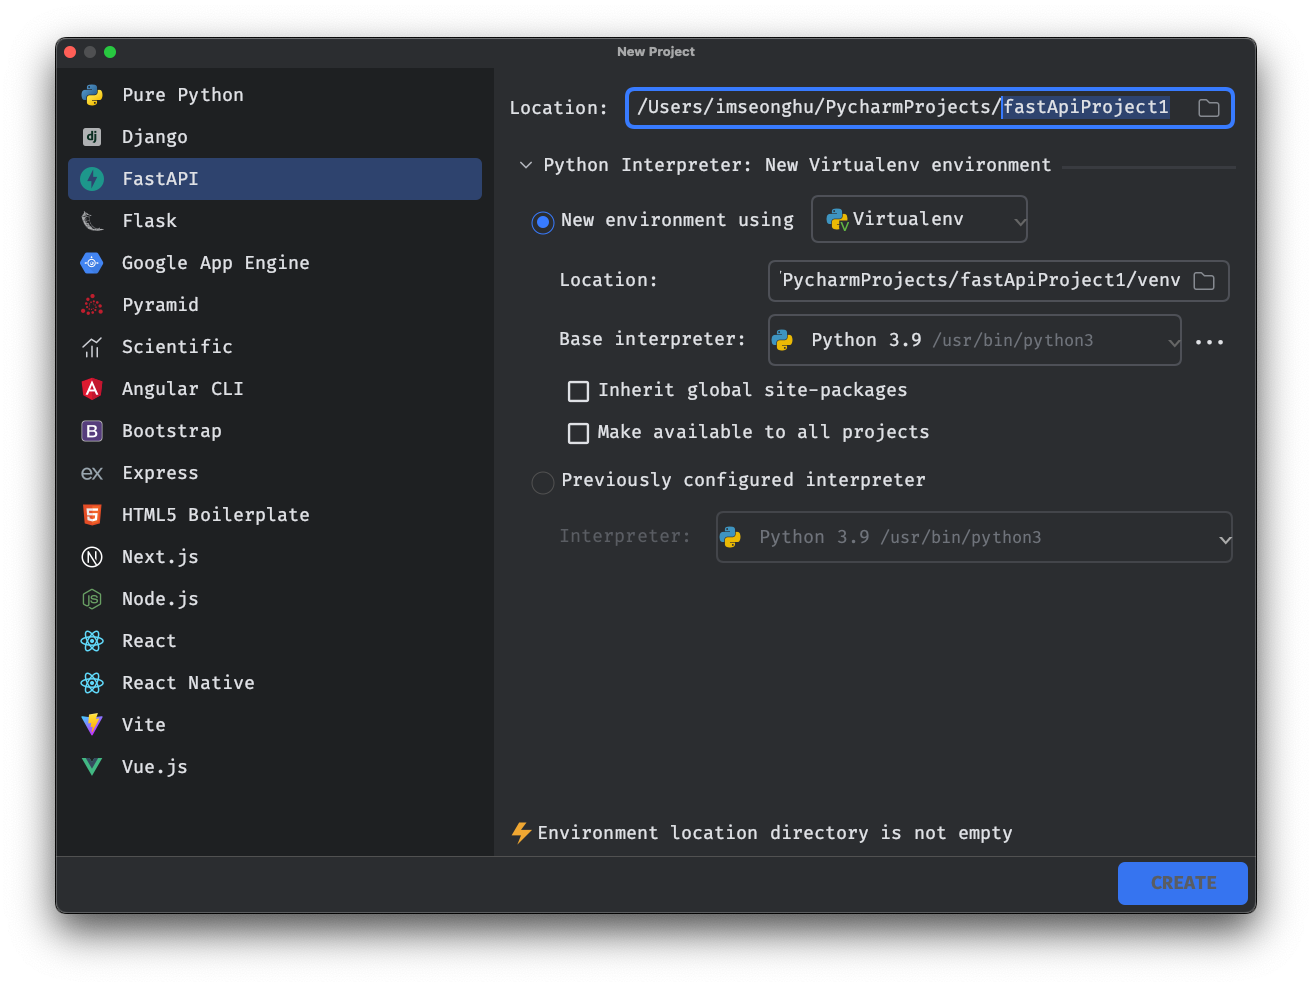 New Project
Pure Python
Django
FastAPI
Flask
Google App Engine
Pyramid
Scientific
Angular CLI
Bootstrap
Express
HTML5 Boilerplate
Next.js
Node.js
React
React Native
Vite
Vue.js
Location: /Users/imseonghu/PycharmProjects/fastApiProject1
Python Interpreter: New Virtualenv environment
New environment using Virtualenv
Location: PycharmProjects/fastApiProject1/venv
Base interpreter: Python 3.9 /usr/bin/python3
Inherit global site-packages
Make available to all projects
Previously configured interpreter
Interpreter: Python 3.9 /usr/bin/python3
Environment location directory is not empty
CREATE